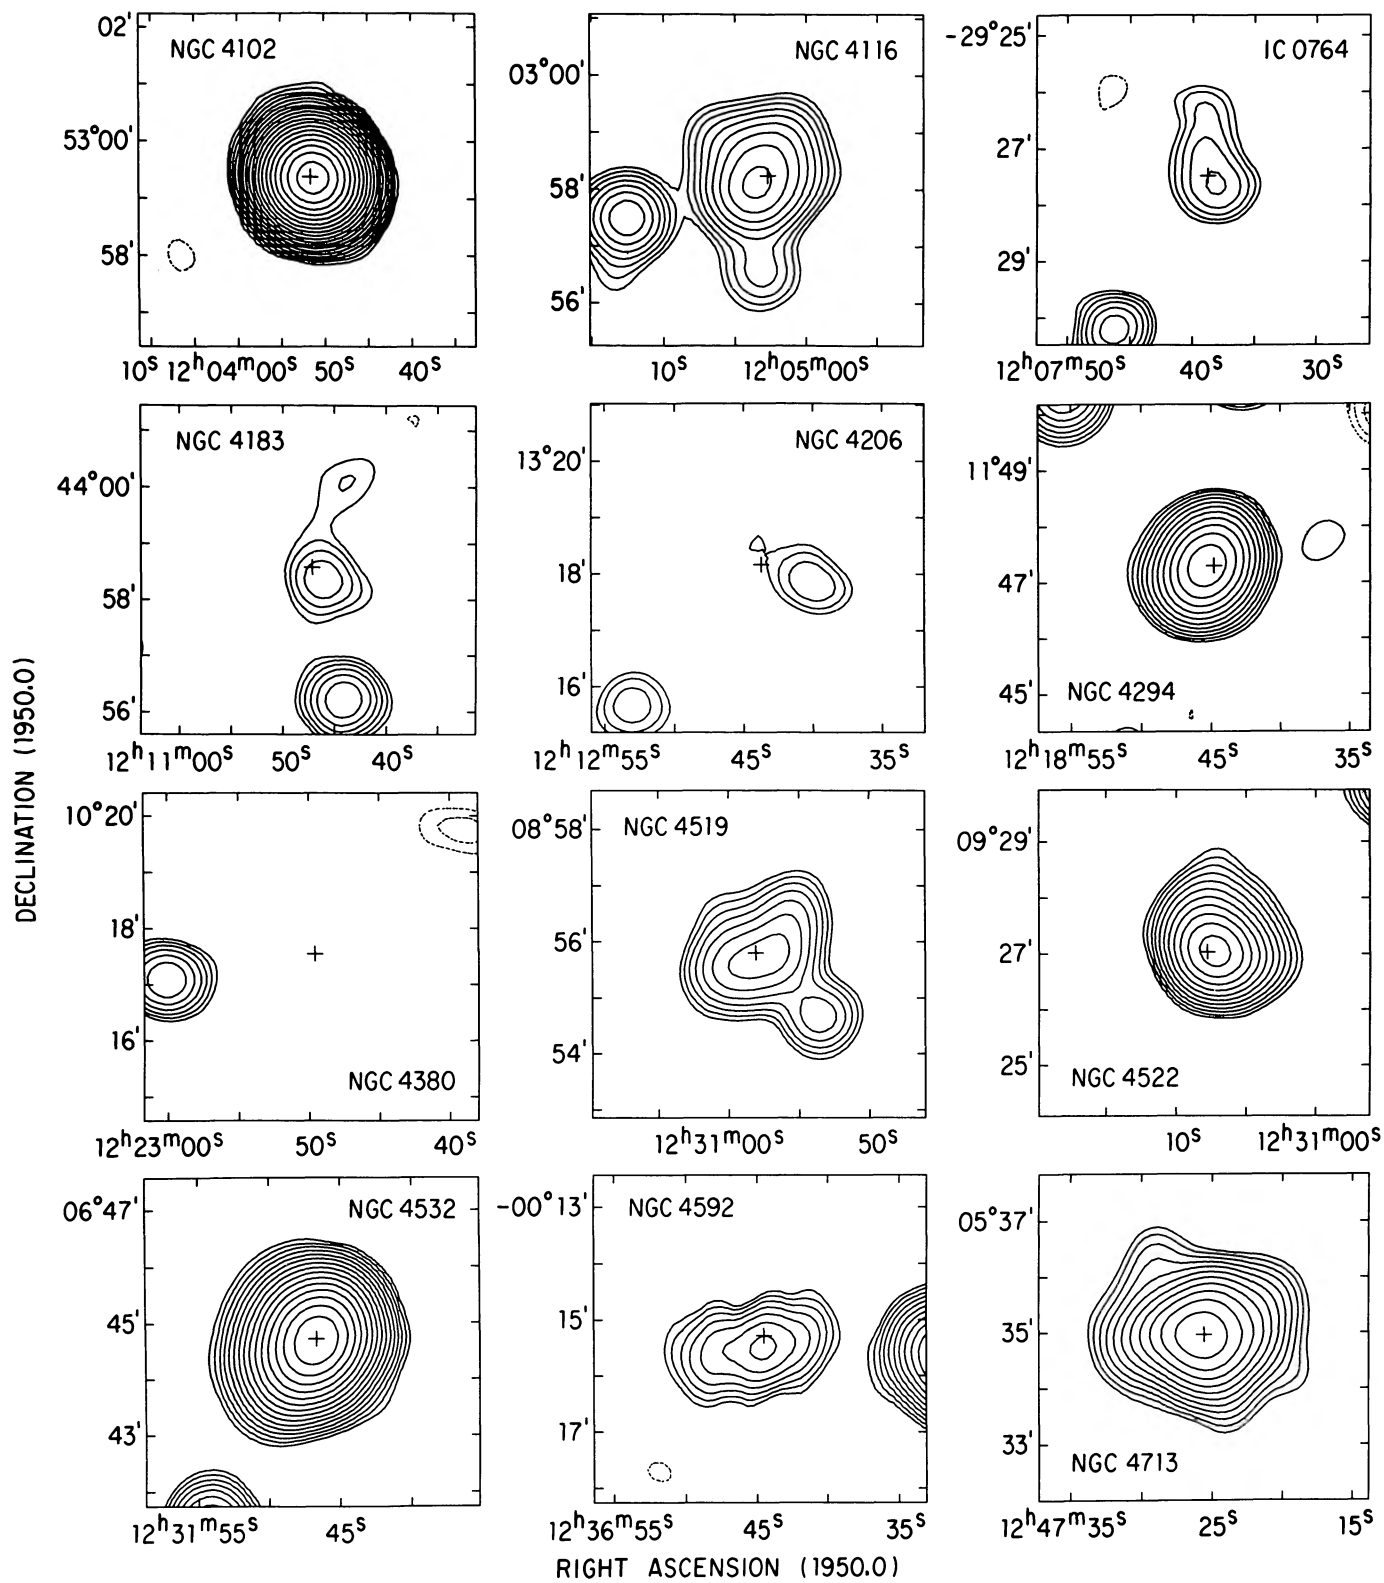 02'
NGC 4102
53°00'
58'
10S 12h04m00S 50S 40S
NGC 4116
03°00'
58'
56'
10S 12h05m00S
-29°25'
IC 0764
27'
29'
12h07m50S 40S 30S
NGC 4183
44°00'
58'
56'
12h11m00S 50S 40S
NGC 4206
13°20'
18'
16'
12h12m55S 45S 35S
11°49'
47'
45'
NGC 4294
12h18m55S 45S 35S
DECLINATION (1950.0)
10°20'
18'
16'
NGC 4380
12h23m00S 50S 40S
08°58'
NGC 4519
56'
54'
12h31m00S 50S
09°29'
27'
25'
NGC 4522
10S 12h31m00S
06°47'
NGC 4532
45'
43'
12h31m55S 45S
-00°13'
NGC 4592
15'
17'
12h36m55S 45S 35S
05°37'
35'
33'
NGC 4713
12h47m35S 25S 15S
RIGHT ASCENSION (1950.0)